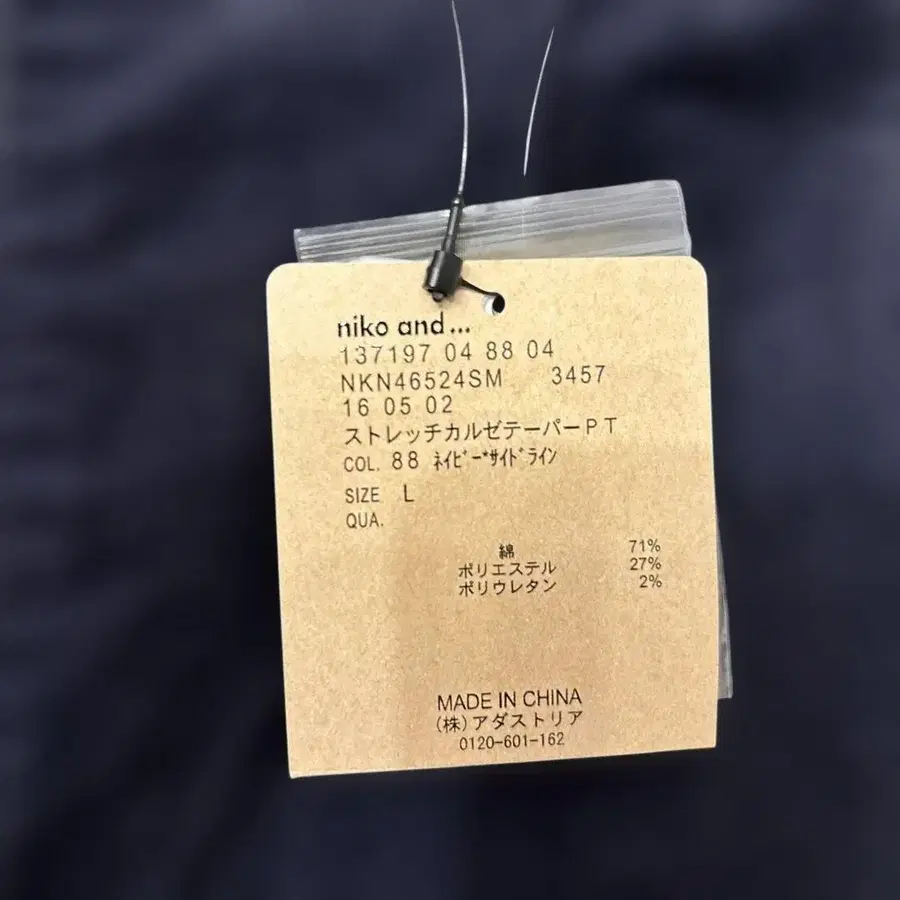 niko and...
137197 04 88 04
NKN46524SM 3457
16 05 02
ストレッチカルゼテーパーPT
COL. 88 ﾈｲﾋﾞｰ*ｻｲﾄﾞﾗｲﾝ
SIZE L
QUA.
綿 71%
ポリエステル 27%
ポリウレタン 2%
MADE IN CHINA
(株)アダストリア
0120-601-162